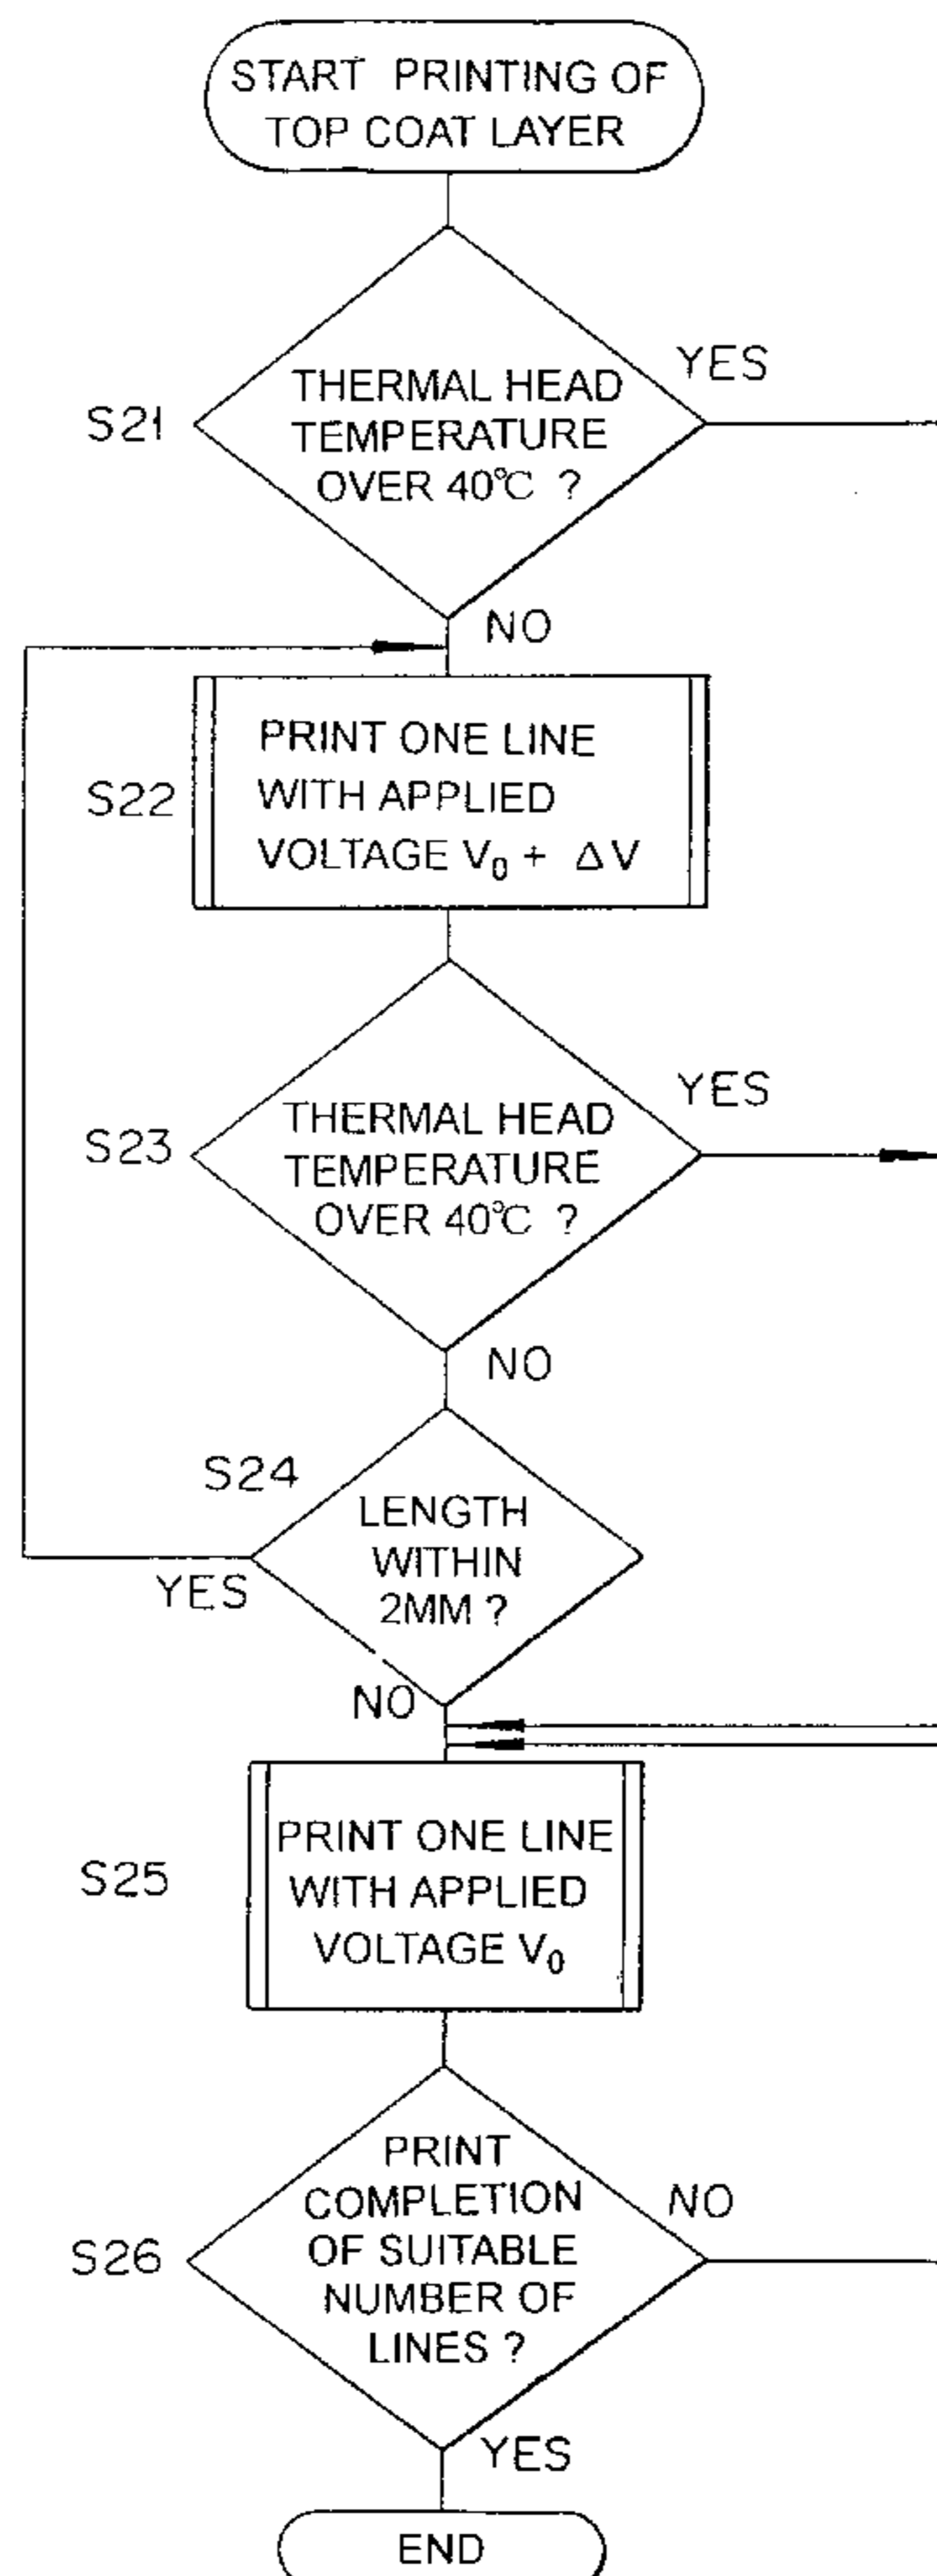 START PRINTING OF
TOP COAT LAYER
YES
S21
THERMAL HEAD
TEMPERATURE
OVER 40℃ ?
NO
S22
PRINT ONE LINE
WITH APPLIED
VOLTAGE V₀ + ΔV
YES
S23
THERMAL HEAD
TEMPERATURE
OVER 40℃ ?
NO
S24
LENGTH
WITHIN
2MM ?
YES
NO
S25
PRINT ONE LINE
WITH APPLIED
VOLTAGE V₀
S26
PRINT
COMPLETION
OF SUITABLE
NUMBER OF
LINES ?
NO
YES
END